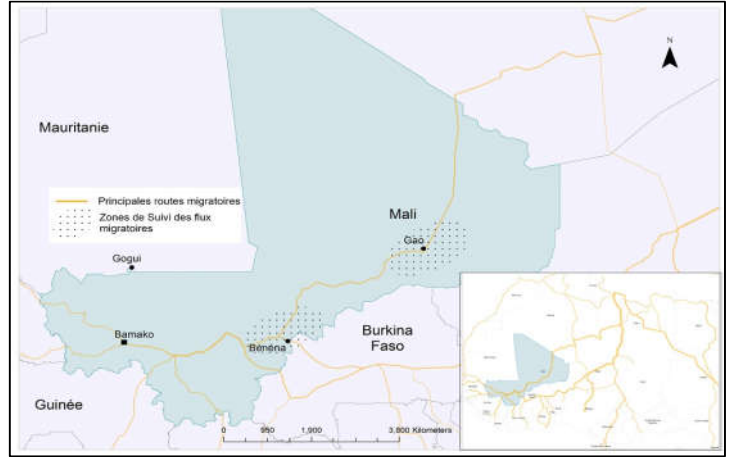 N
Mauritanie
Principales routes migratoires
Zones de Suivi des flux
migratoires
Mali
Gao
Gogui
Bamako
Bénéna
Burkina
Faso
Guinée
0 950 1,900 3,800 Kilometers